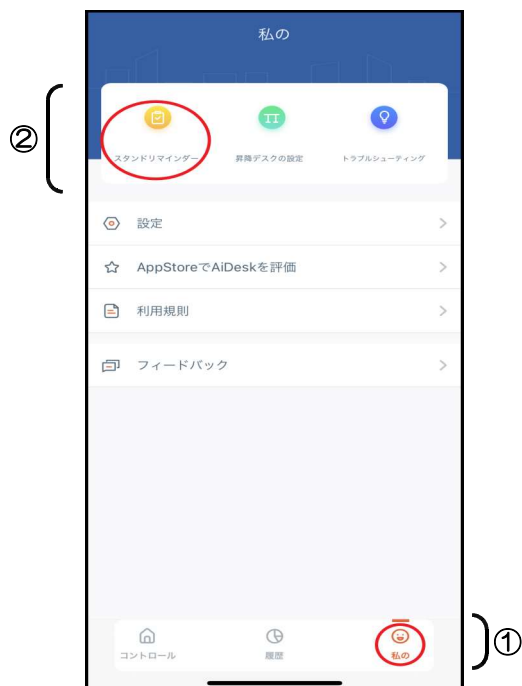 私の
②
スタンドリマインダー 昇降デスクの設定 トラブルシューティング
設定
AppStoreでAiDeskを評価
利用規則
フィードバック
コントロール 履歴 私の
①